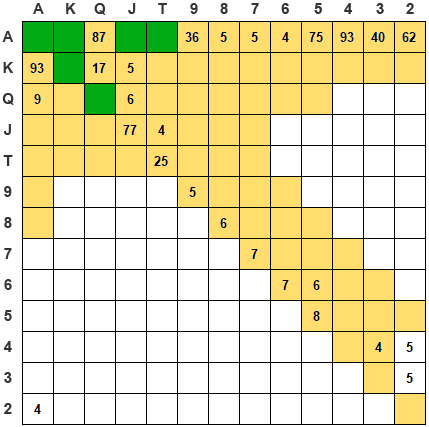 A K Q J T 9 8 7 6 5 4 3 2
A 87 36 5 5 4 75 93 40 62
K 93 17 5
Q 9 6
J 77 4
T 25
9 5
8 6
7 7
6 7 6
5 8
4 4 5
3 5
2 4